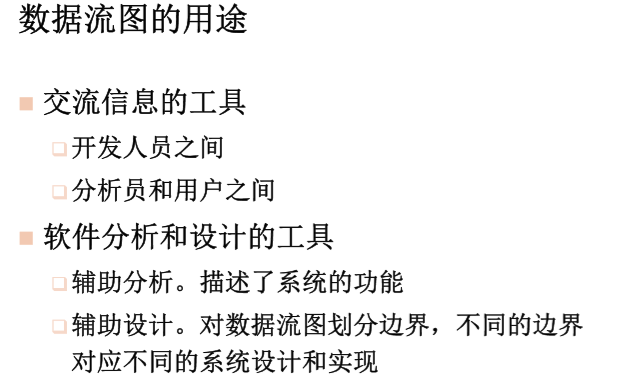 数据流图的用途
交流信息的工具
开发人员之间
分析员和用户之间
软件分析和设计的工具
辅助分析。描述了系统的功能
辅助设计。对数据流图划分边界，不同的边界
对应不同的系统设计和实现